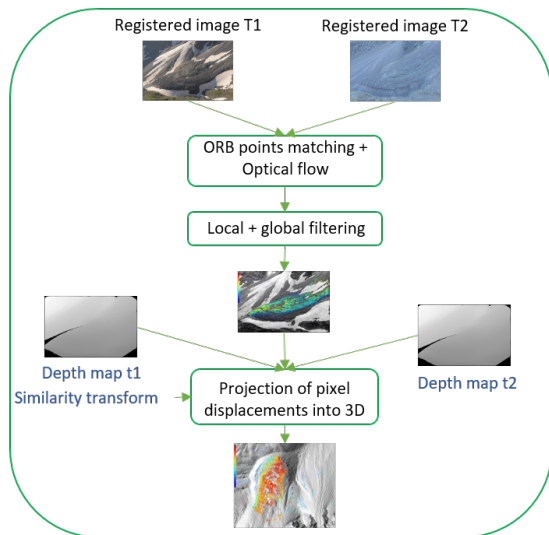 Registered image T1
Registered image T2
ORB points matching +
Optical flow
Local + global filtering
Depth map t1
Similarity transform
Depth map t2
Projection of pixel
displacements into 3D